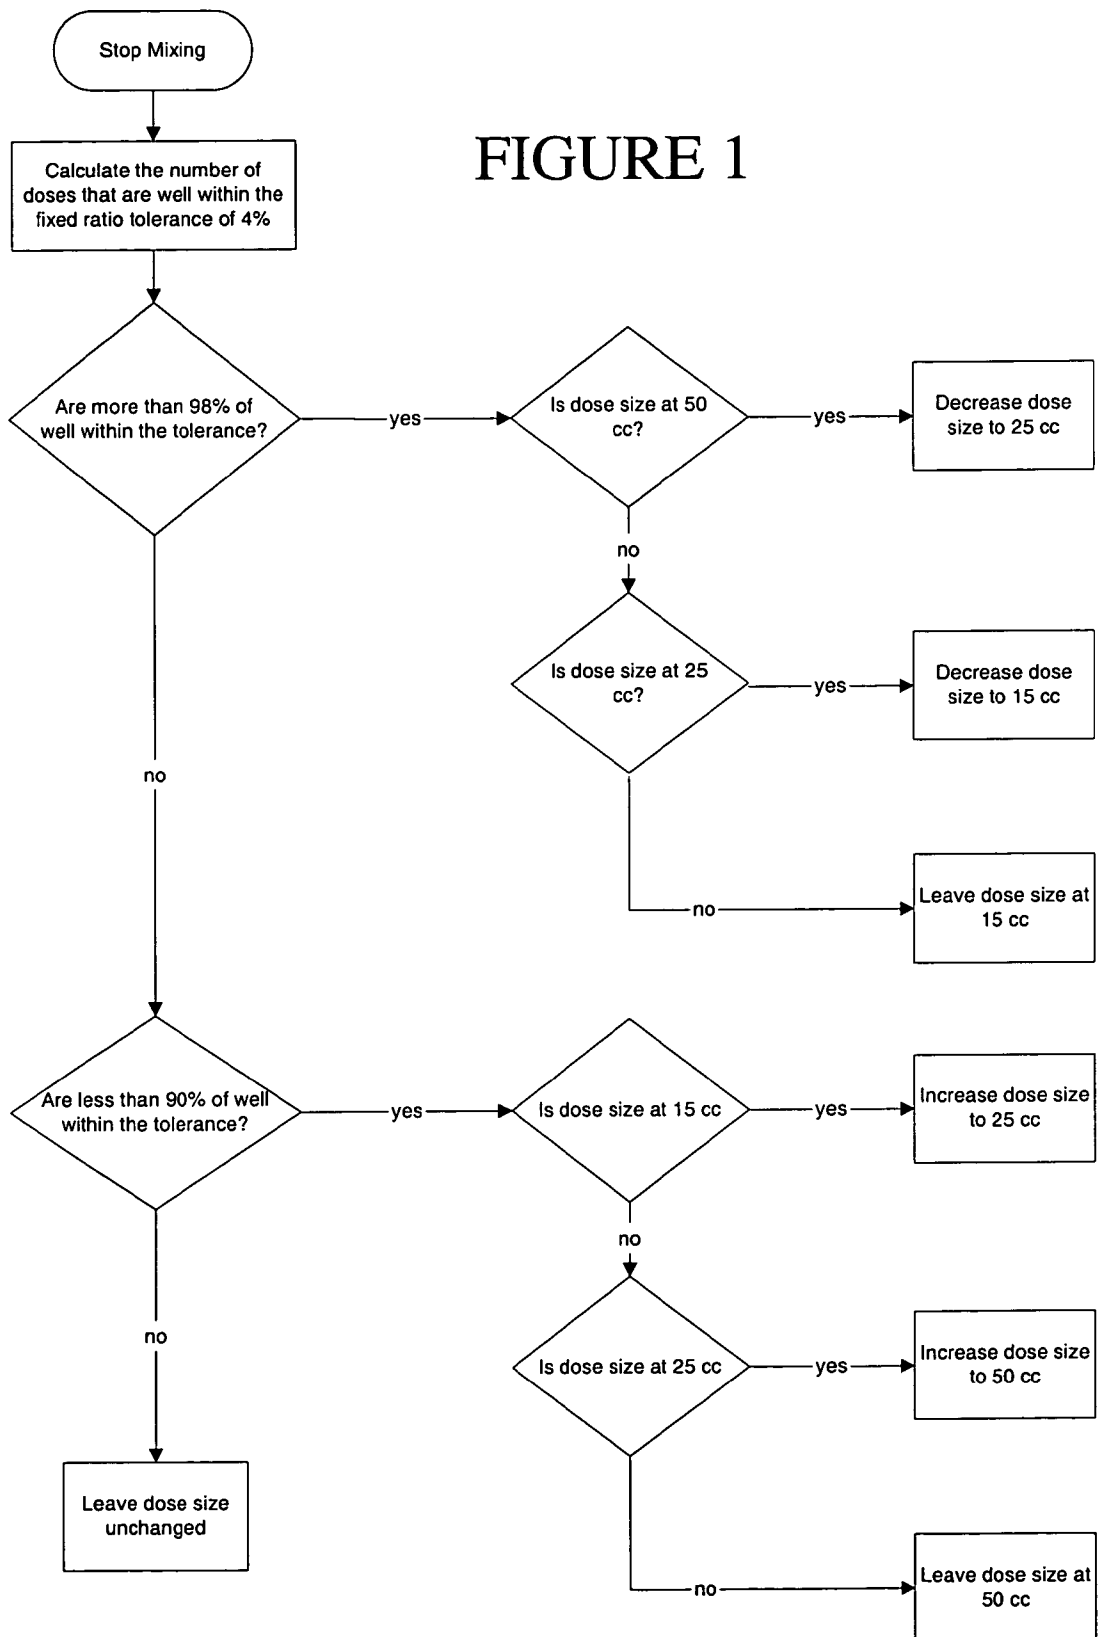 Stop Mixing
FIGURE 1
Calculate the number of
doses that are well within the
fixed ratio tolerance of 4%
Are more than 98% of
well within the tolerance?
yes
Is dose size at 50
cc?
yes
Decrease dose
size to 25 cc
no
Is dose size at 25
cc?
yes
Decrease dose
size to 15 cc
no
no
Leave dose size at
15 cc
Are less than 90% of well
within the tolerance?
yes
Is dose size at 15 cc
yes
Increase dose size
to 25 cc
no
no
Is dose size at 25 cc
yes
Increase dose size
to 50 cc
Leave dose size
unchanged
no
Leave dose size at
50 cc